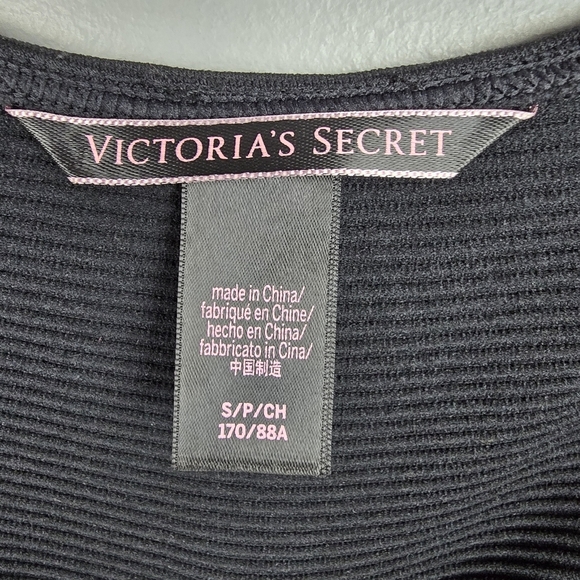 VICTORIA'S SECRET
made in China/
fabriqué en Chine/
hecho en China/
fabbricato in Cina/
中国制造
S/P/CH
170/88A